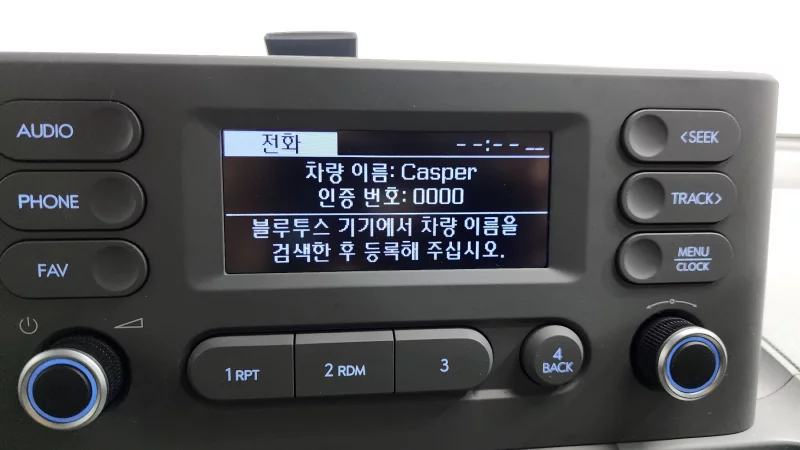 AUDIO
PHONE
FAV
전화 --:-- __
차량 이름: Casper
인증 번호: 0000
블루투스 기기에서 차량 이름을
검색한 후 등록해 주십시오.
<SEEK
TRACK>
MENU
CLOCK
1 RPT
2 RDM
3
4
BACK